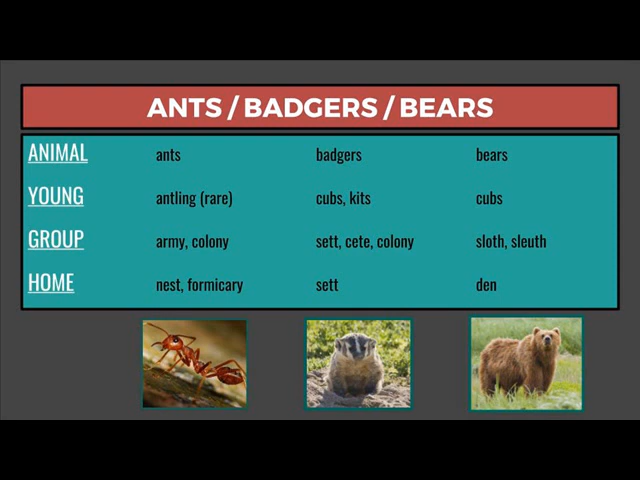 ANTS / BADGERS / BEARS
ANIMAL ants badgers bears
YOUNG antling (rare) cubs, kits cubs
GROUP army, colony sett, cete, colony sloth, sleuth
HOME nest, formicary sett den